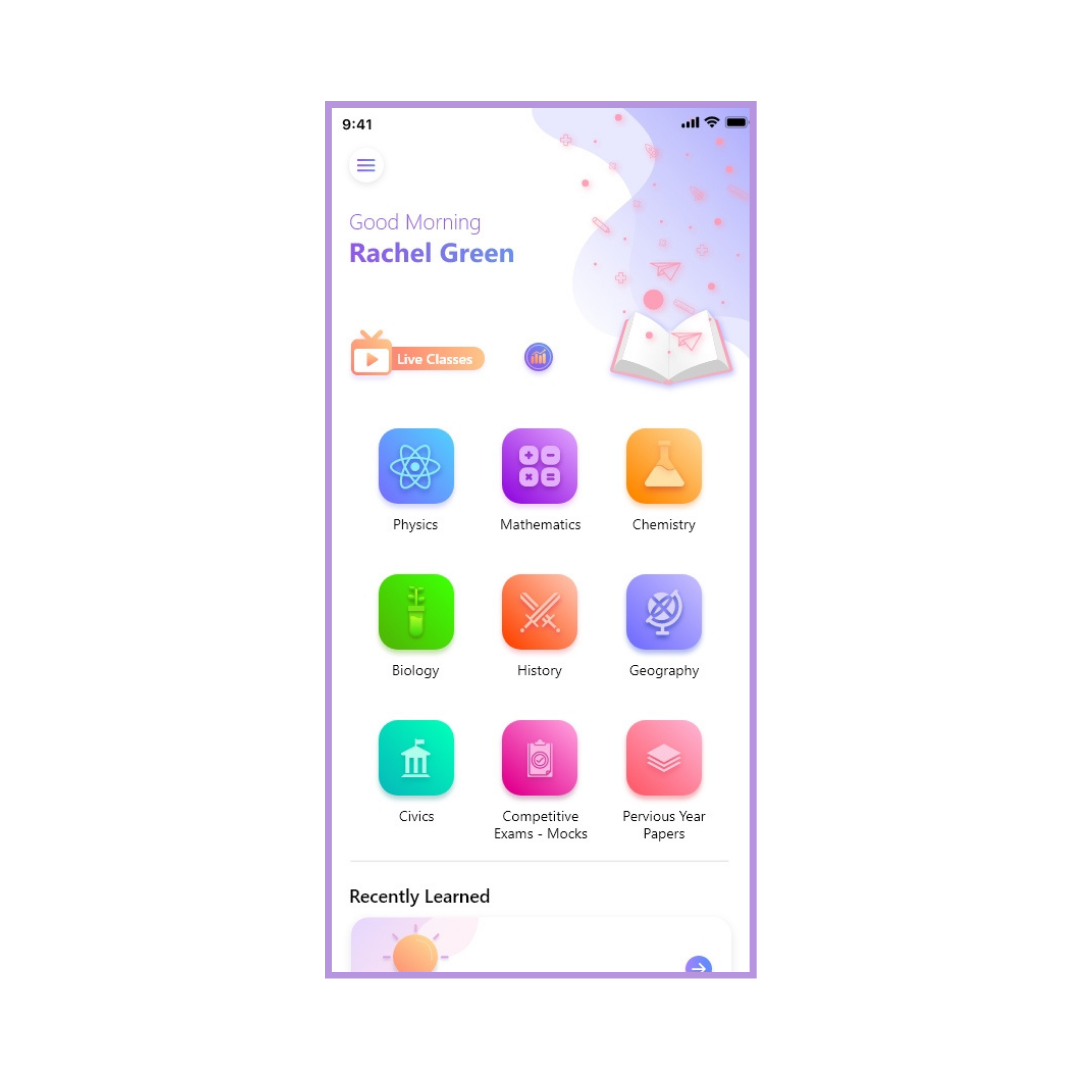 9:41
Good Morning
Rachel Green
Live Classes
Physics
Mathematics
Chemistry
Biology
History
Geography
Civics
Competitive
Exams - Mocks
Pervious Year
Papers
Recently Learned